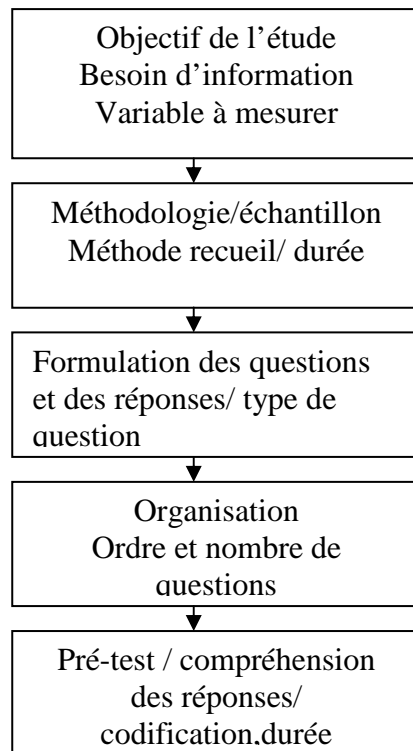 Objectif de l’étude
Besoin d’information
Variable à mesurer
Méthodologie/échantillon
Méthode recueil/ durée
Formulation des questions
et des réponses/ type de
question
Organisation
Ordre et nombre de
questions
Pré-test / compréhension
des réponses/
codification,durée